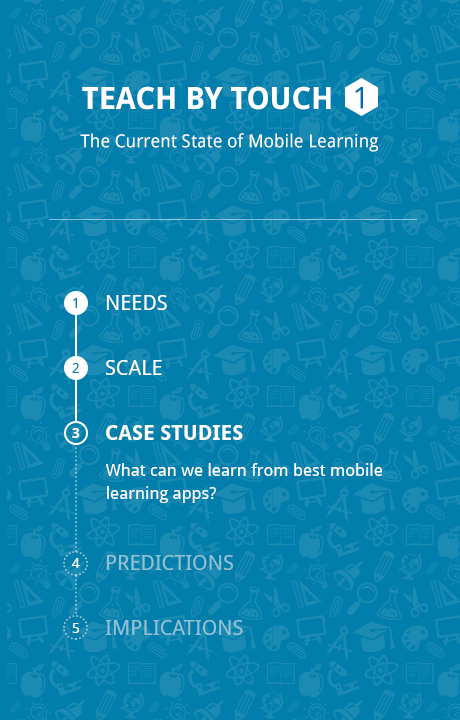 TEACH BY TOUCH 1
The Current State of Mobile Learning
1 NEEDS
2 SCALE
3 CASE STUDIES
What can we learn from best mobile
learning apps?
4 PREDICTIONS
5 IMPLICATIONS